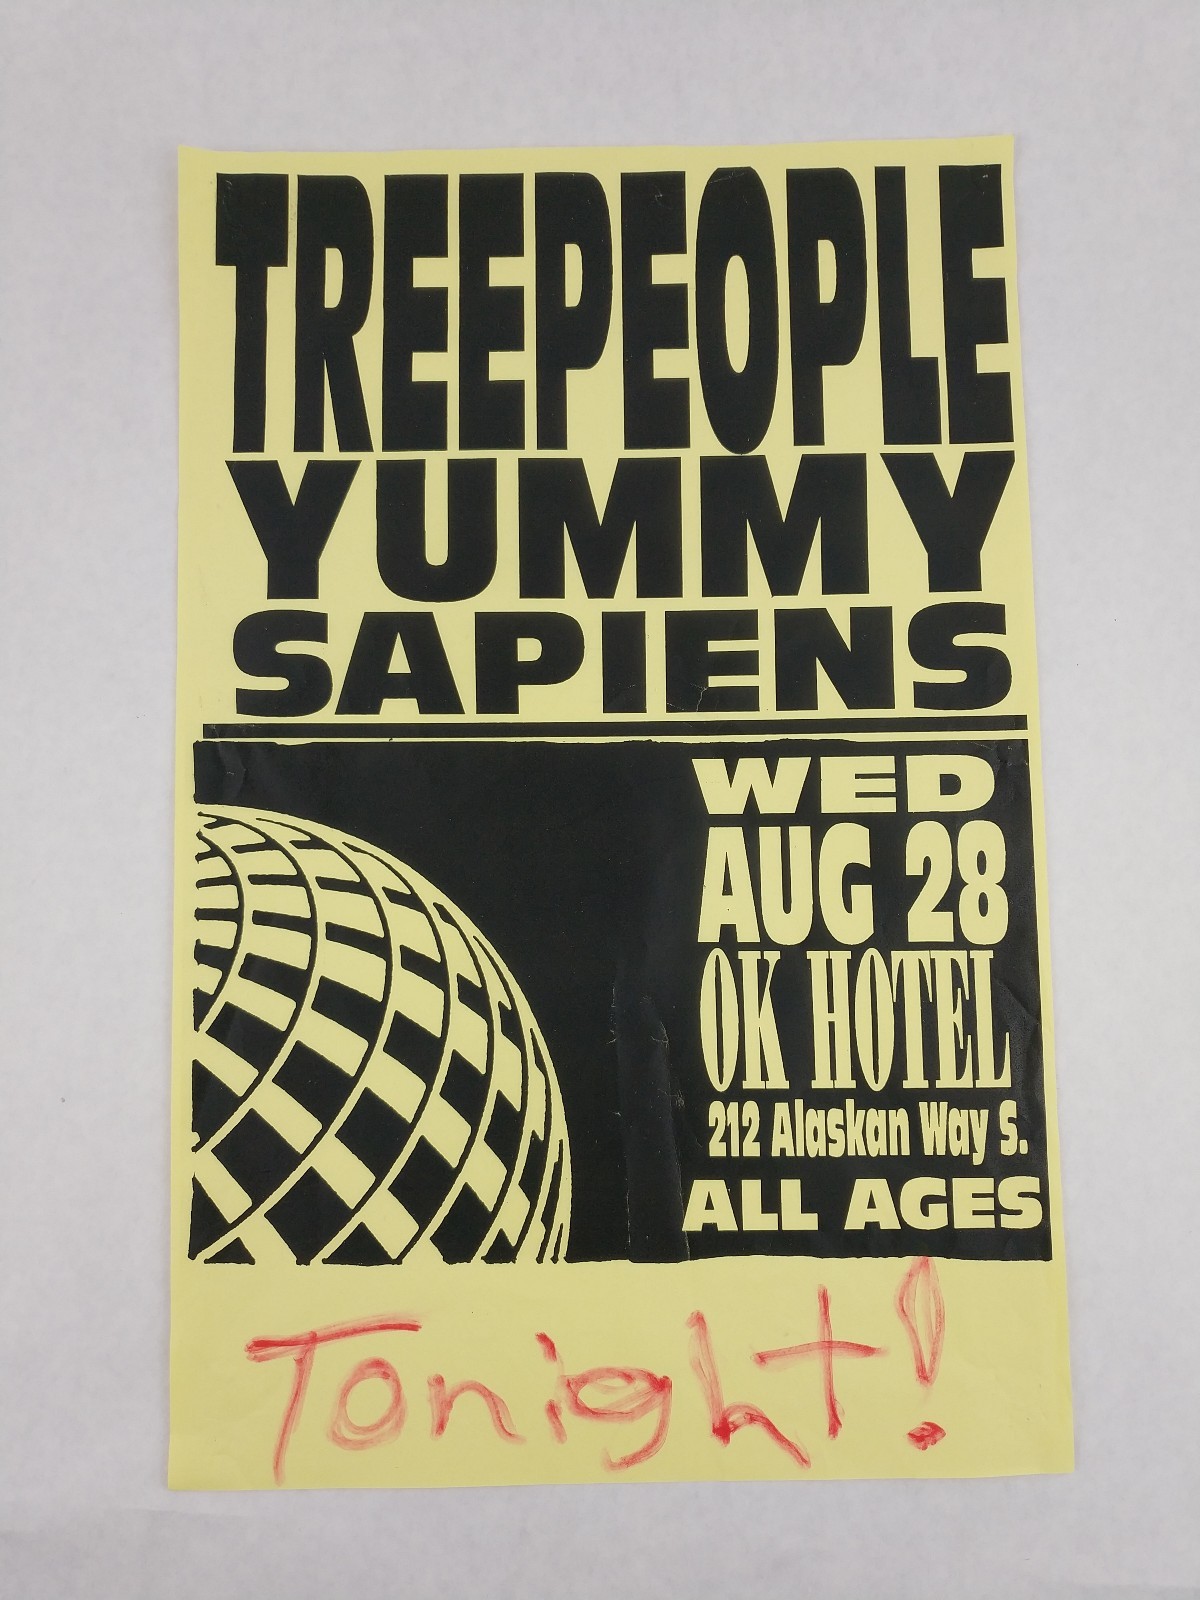 TREEPEOPLE
YUMMY
SAPIENS
WED
AUG 28
OK HOTEL
212 Alaskan Way S.
ALL AGES
Tonight!